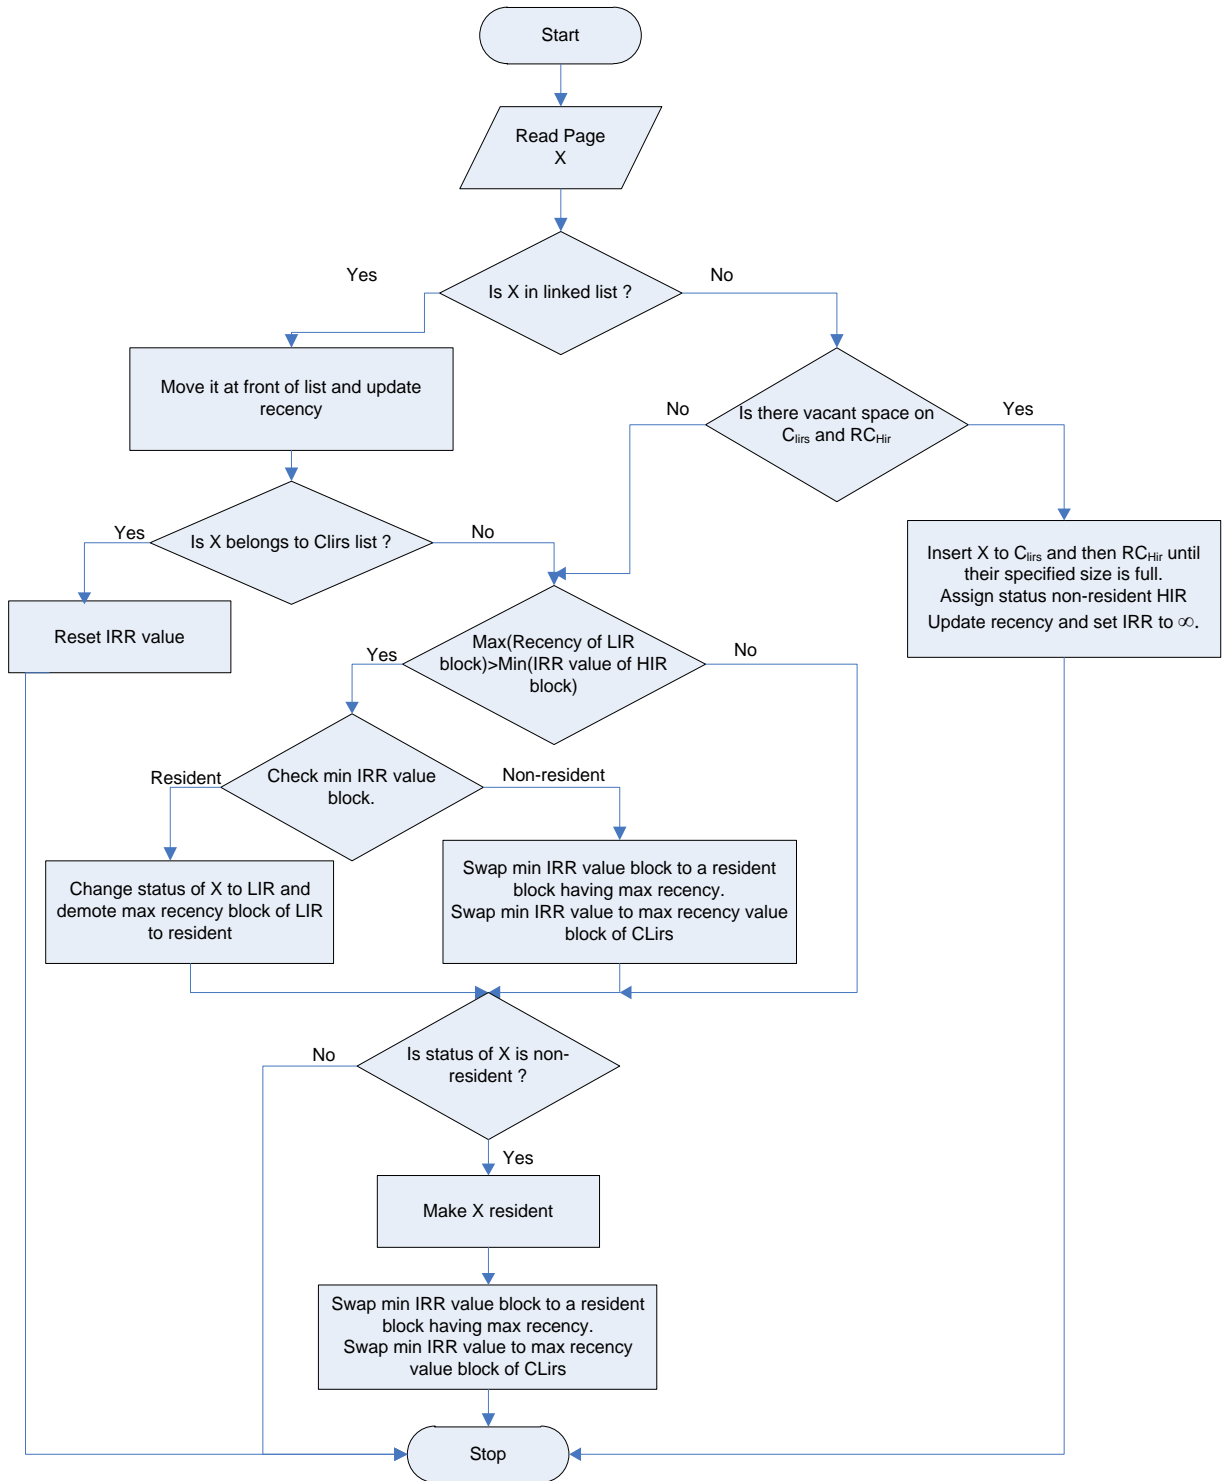 Start
Read Page
X
Yes
No
Is X in linked list ?
Move it at front of list and update
recency
No
Yes
Is there vacant space on
Clirs and RCHir
Yes
No
Is X belongs to Clirs list ?
Insert X to Clirs and then RCHir until
their specified size is full.
Assign status non-resident HIR
Update recency and set IRR to ∞.
Reset IRR value
Max(Recency of LIR
block)>Min(IRR value of HIR
block)
Yes
No
Check min IRR value
block.
Resident
Non-resident
Change status of X to LIR and
demote max recency block of LIR
to resident
Swap min IRR value block to a resident
block having max recency.
Swap min IRR value to max recency value
block of CLirs
No
Is status of X is non-
resident ?
Yes
Make X resident
Swap min IRR value block to a resident
block having max recency.
Swap min IRR value to max recency
value block of CLirs
Stop